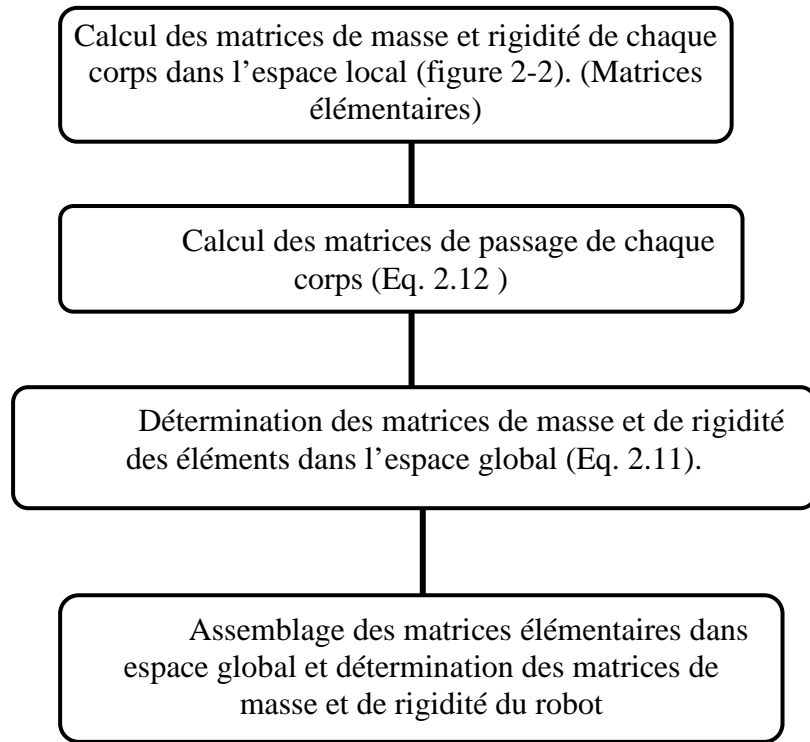 Calcul des matrices de masse et rigidité de chaque
corps dans l’espace local (figure 2-2). (Matrices
élémentaires)
Calcul des matrices de passage de chaque
corps (Eq. 2.12 )
Détermination des matrices de masse et de rigidité
des éléments dans l’espace global (Eq. 2.11).
Assemblage des matrices élémentaires dans
espace global et détermination des matrices de
masse et de rigidité du robot